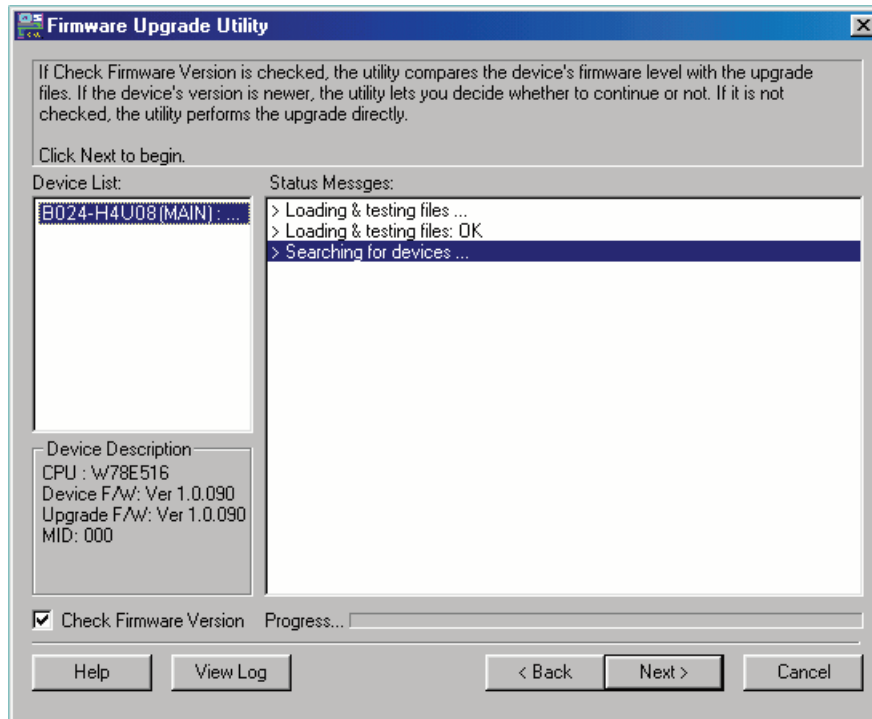 Firmware Upgrade Utility
If Check Firmware Version is checked, the utility compares the device's firmware level with the upgrade
files. If the device's version is newer, the utility lets you decide whether to continue or not. If it is not
checked, the utility performs the upgrade directly.
Click Next to begin.
Device List:
B024-H4U08(MAIN) : ...
Status Messges:
> Loading & testing files ...
> Loading & testing files: OK
> Searching for devices ...
Device Description
CPU : W78E516
Device F/W: Ver 1.0.090
Upgrade F/W: Ver 1.0.090
MID: 000
Check Firmware Version
Progress...
Help
View Log
< Back
Next >
Cancel